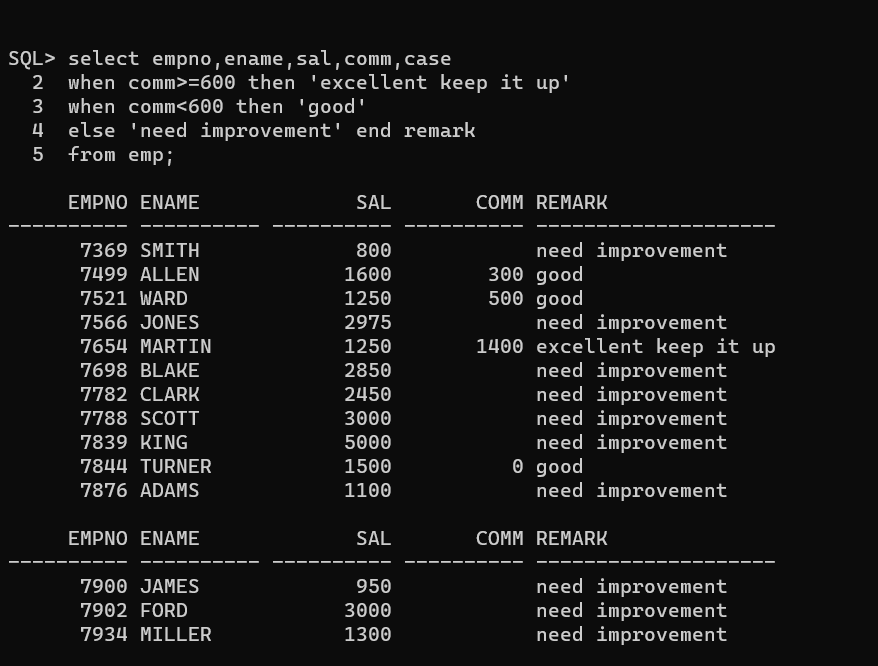 SQL> select empno,ename,sal,comm,case
  2  when comm>=600 then 'excellent keep it up'
  3  when comm<600 then 'good'
  4  else 'need improvement' end remark
  5  from emp;

     EMPNO ENAME             SAL       COMM REMARK
---------- ---------- ---------- ---------- --------------------
      7369 SMITH             800            need improvement
      7499 ALLEN            1600        300 good
      7521 WARD             1250        500 good
      7566 JONES            2975            need improvement
      7654 MARTIN           1250       1400 excellent keep it up
      7698 BLAKE            2850            need improvement
      7782 CLARK            2450            need improvement
      7788 SCOTT            3000            need improvement
      7839 KING             5000            need improvement
      7844 TURNER           1500          0 good
      7876 ADAMS            1100            need improvement

     EMPNO ENAME             SAL       COMM REMARK
---------- ---------- ---------- ---------- --------------------
      7900 JAMES             950            need improvement
      7902 FORD             3000            need improvement
      7934 MILLER           1300            need improvement